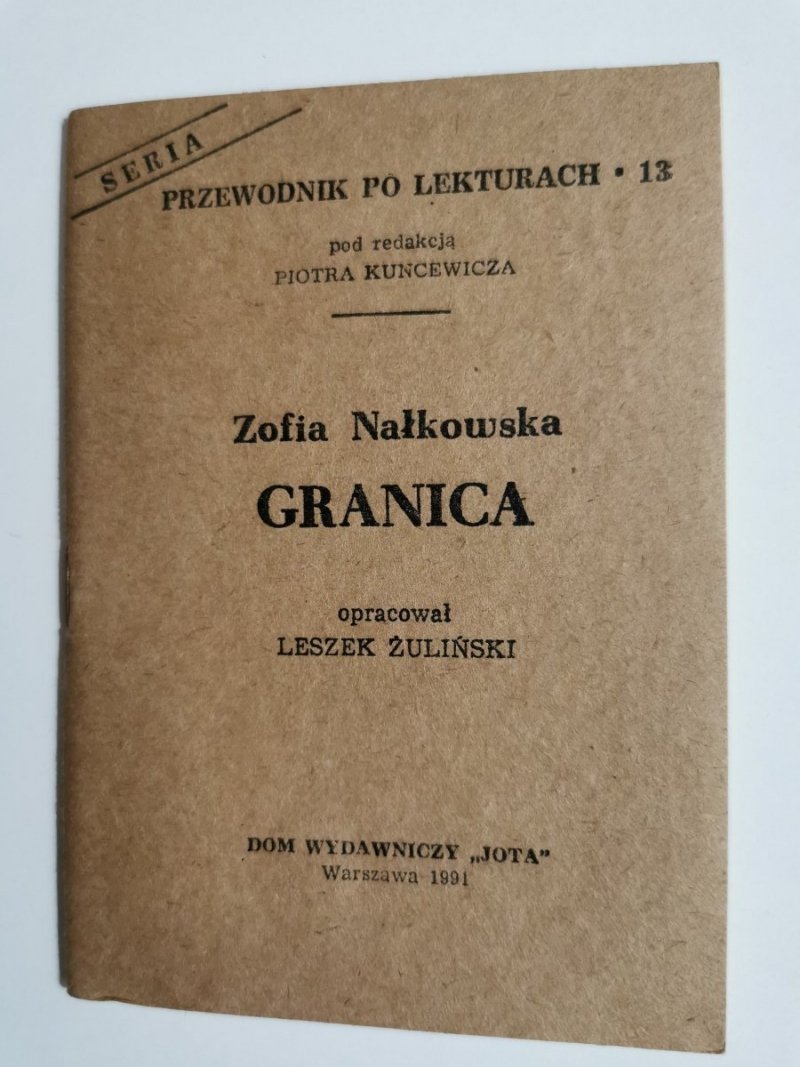 SERIA
PRZEWODNIK PO LEKTURACH • 13
pod redakcją
PIOTRA KUNCEWICZA
Zofia Nałkowska
GRANICA
opracował
LESZEK ŻULIŃSKI
DOM WYDAWNICZY „JOTA”
Warszawa 1991